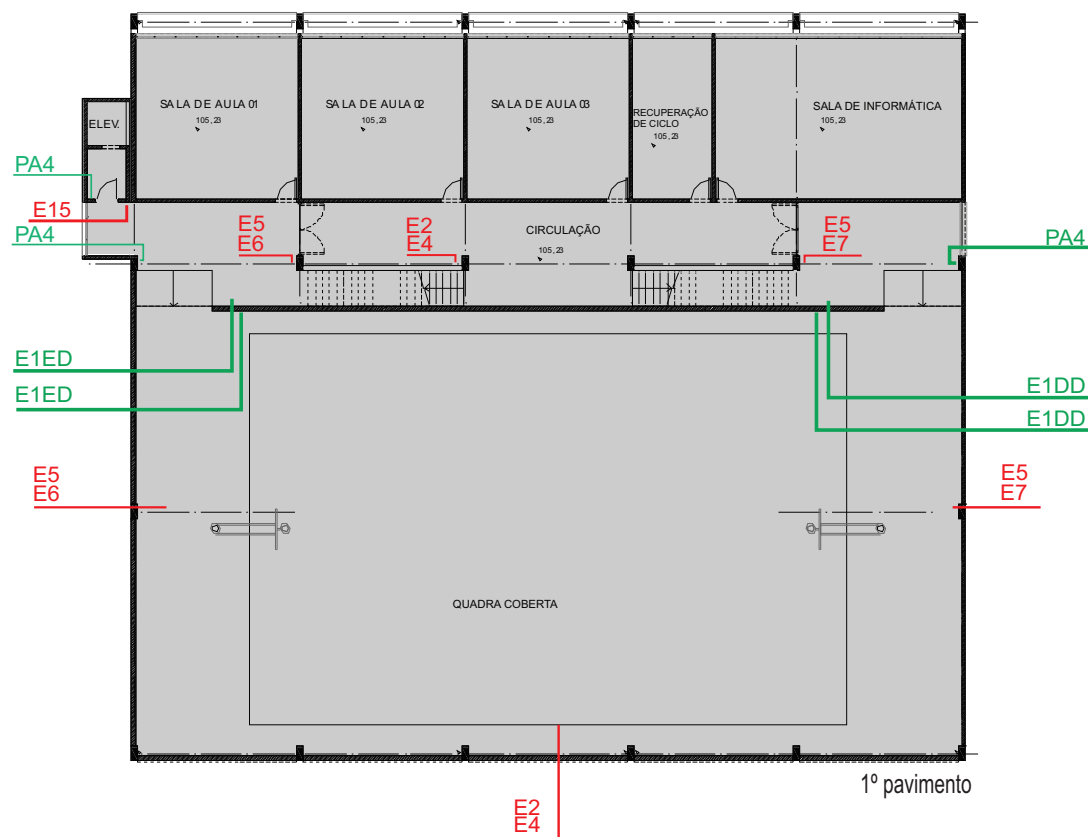 SALA DE AULA 01
105,23
SALA DE AULA 02
105,23
SALA DE AULA 03
105,23
RECUPERAÇÃO
DE CICLO
105,23
SALA DE INFORMÁTICA
105,23
ELEV.
PA4
E15
PA4
E5
E6
E2
E4
CIRCULAÇÃO
105,23
E5
E7
PA4
E1ED
E1ED
E1DD
E1DD
E5
E6
E5
E7
QUADRA COBERTA
1º pavimento
E2
E4